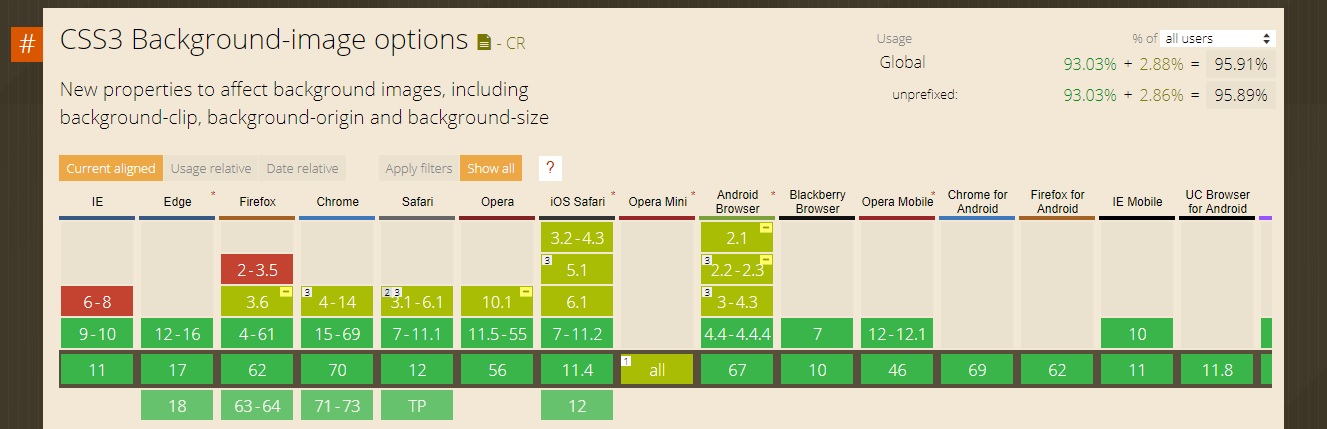 #
CSS3 Background-image options - CR
Usage % of all users
Global 93.03% + 2.88% = 95.91%
unprefixed: 93.03% + 2.86% = 95.89%
New properties to affect background images, including
background-clip, background-origin and background-size
Current aligned Usage relative Date relative Apply filters Show all ?
IE Edge * Firefox Chrome Safari Opera iOS Safari * Opera Mini * Android Browser * Blackberry Browser Opera Mobile * Chrome for Android Firefox for Android IE Mobile UC Browser for Android
3.2-4.3 2.1
2-3.5 3 5.1 3 2.2-2.3
6-8 3.6 3 4-14 2 3 3.1-6.1 10.1 6.1 3 3-4.3
9-10 12-16 4-61 15-69 7-11.1 11.5-55 7-11.2 4.4-4.4.4 7 12-12.1 10
11 17 62 70 12 56 11.4 1 all 67 10 46 69 62 11 11.8
18 63-64 71-73 TP 12